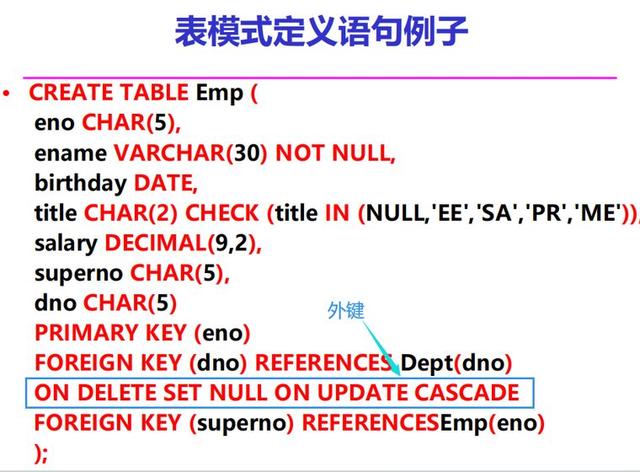 表模式定义语句例子
• CREATE TABLE Emp (
eno CHAR(5),
ename VARCHAR(30) NOT NULL,
birthday DATE,
title CHAR(2) CHECK (title IN (NULL,'EE','SA','PR','ME')),
salary DECIMAL(9,2),
superno CHAR(5),
dno CHAR(5)
外键
PRIMARY KEY (eno)
FOREIGN KEY (dno) REFERENCES Dept(dno)
ON DELETE SET NULL ON UPDATE CASCADE
FOREIGN KEY (superno) REFERENCESEmp(eno)
);